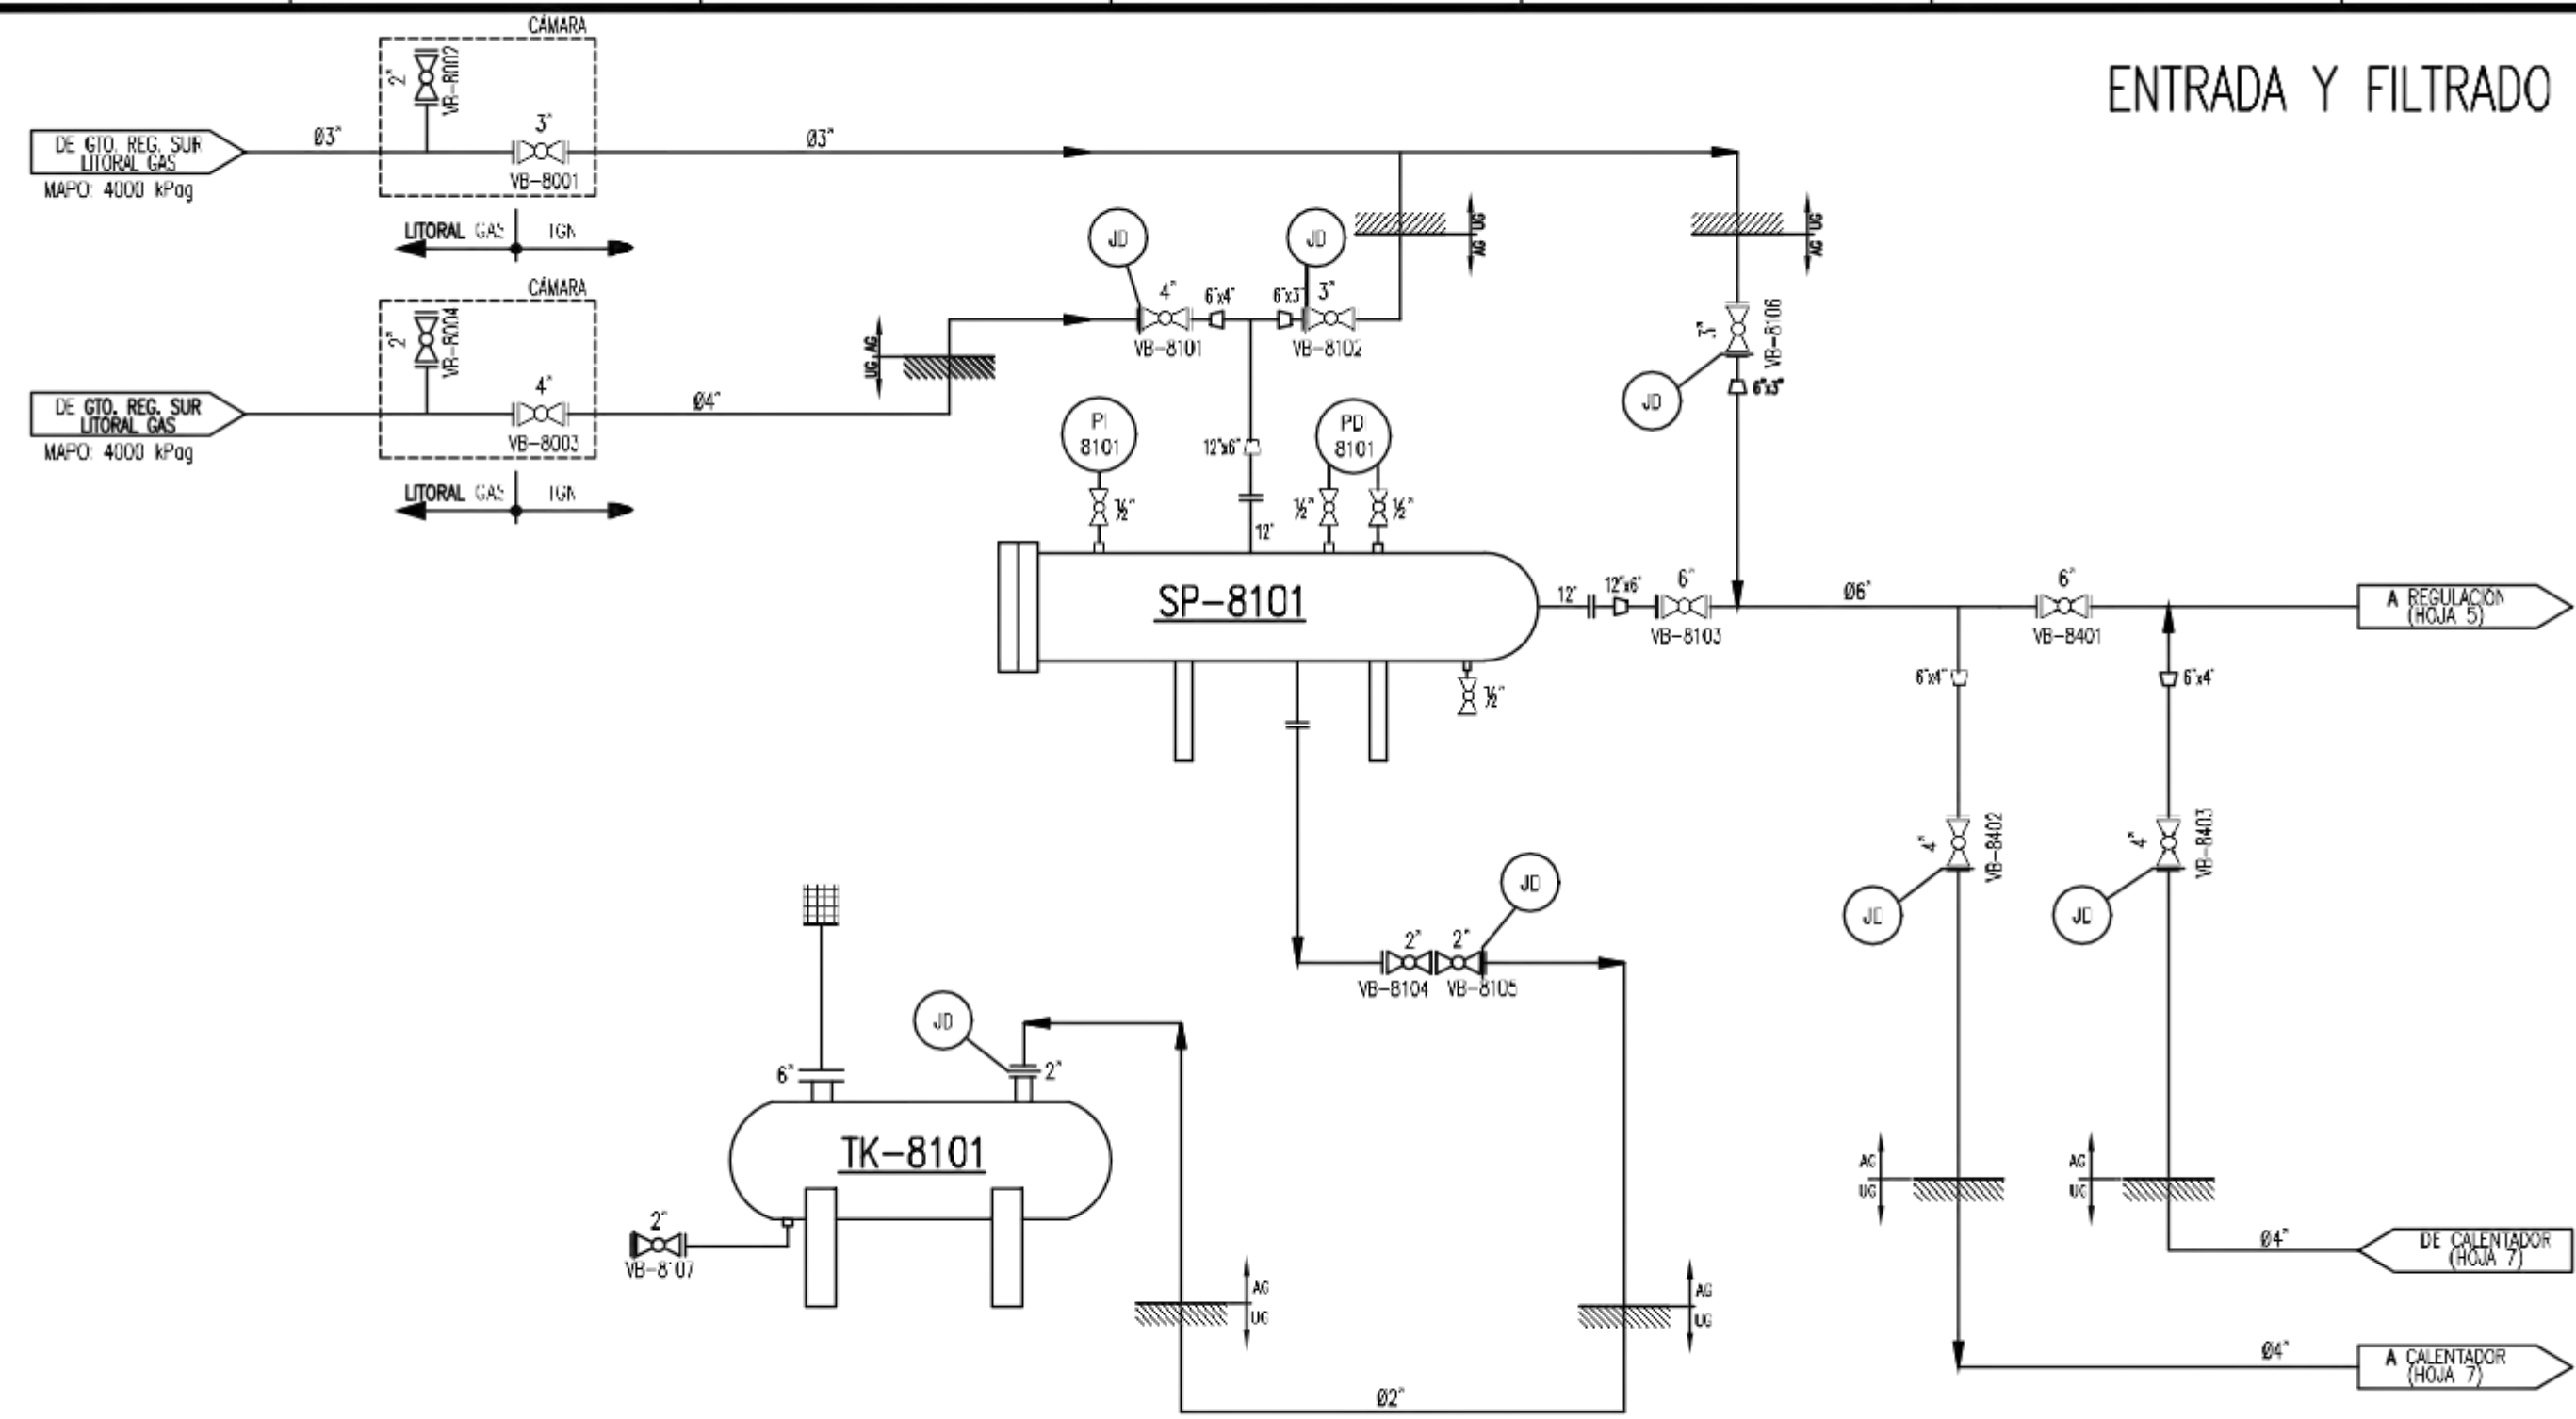 ENTRADA Y FILTRADO
CÁMARA
2"
VB-8002
DE GTO. REG. SUR
LITORAL GAS
MAPO: 4000 kPag
Ø3"
3"
VB-8001
Ø3"
LITORAL GAS
TGN
UG
AG
UG
AG
JD
JD
CÁMARA
2"
VB-8004
DE GTO. REG. SUR
LITORAL GAS
MAPO: 4000 kPag
4"
VB-8003
Ø4"
LITORAL GAS
TGN
AG
UG
4"
6"x4"
6"x3"
3"
VB-8101
VB-8102
3"
VB-8106
JD
6"x3"
PI
8101
12"x6"
PD
8101
½"
½"
½"
12"
SP-8101
12"
12"x6"
6"
VB-8103
Ø6"
6"
VB-8401
A REGULACIÓN
(HOJA 5)
½"
6"x4"
6"x4"
4"
VB-8402
4"
VB-8403
JD
JD
JD
2"
2"
VB-8104
VB-8105
JD
6"
2"
TK-8101
2"
VB-8107
AG
UG
AG
UG
AG
UG
AG
UG
Ø4"
DE CALENTADOR
(HOJA 7)
Ø4"
A CALENTADOR
(HOJA 7)
Ø2"